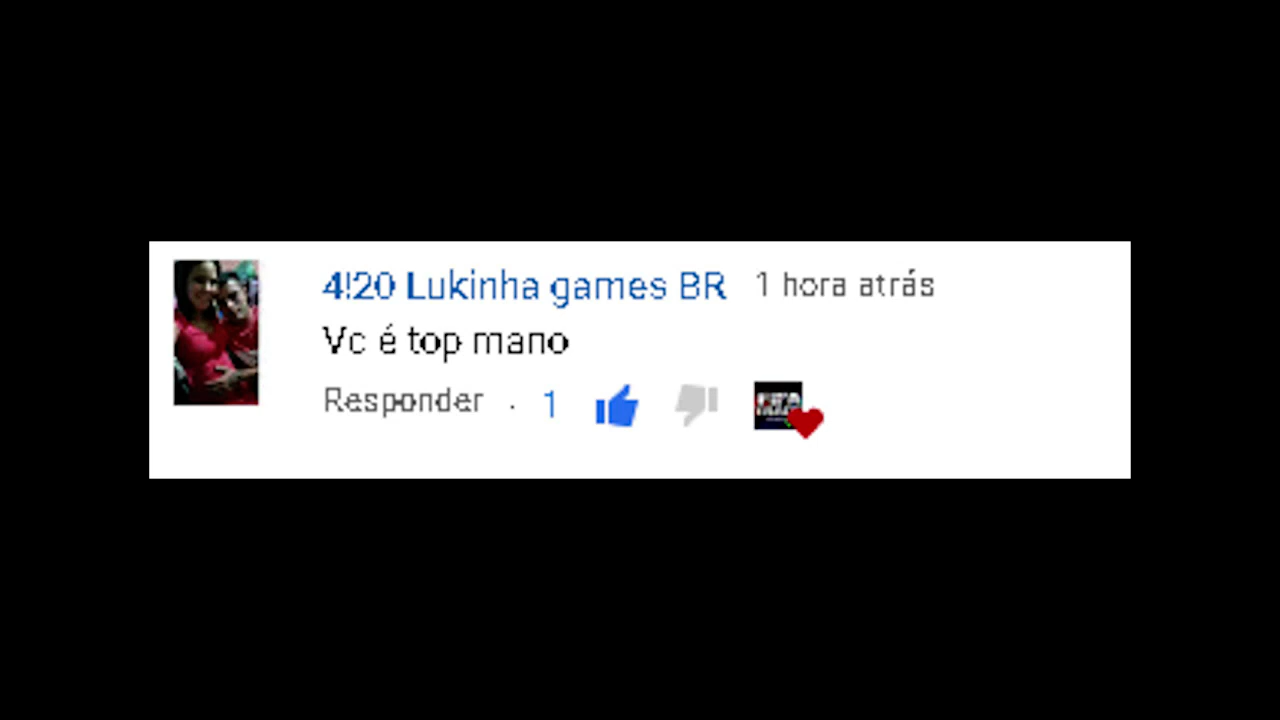 4!20 Lukinha games BR 1 hora atrás
Vc é top mano
Responder . 1